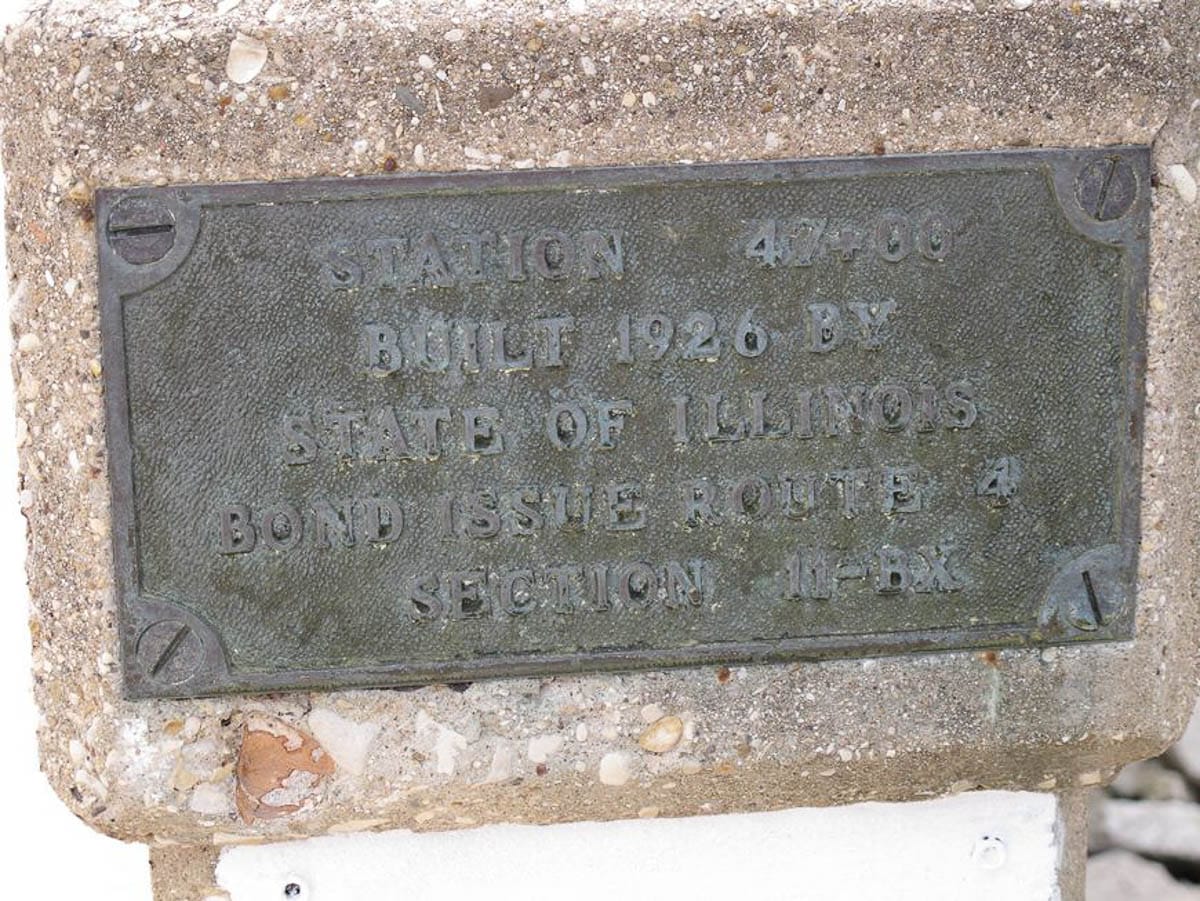 STATION 47+00
BUILT 1926 BY
STATE OF ILLINOIS
BOND ISSUE ROUTE 4
SECTION 11-BX